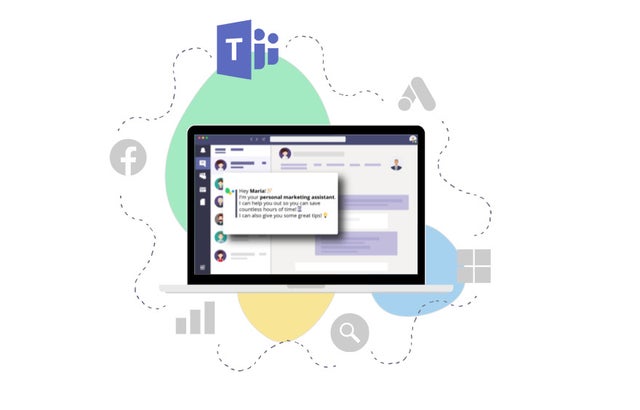 T
Hey Maria!
I'm your personal marketing assistant.
I can help you out so you can save
countless hours of time!
I can also give you some great tips!